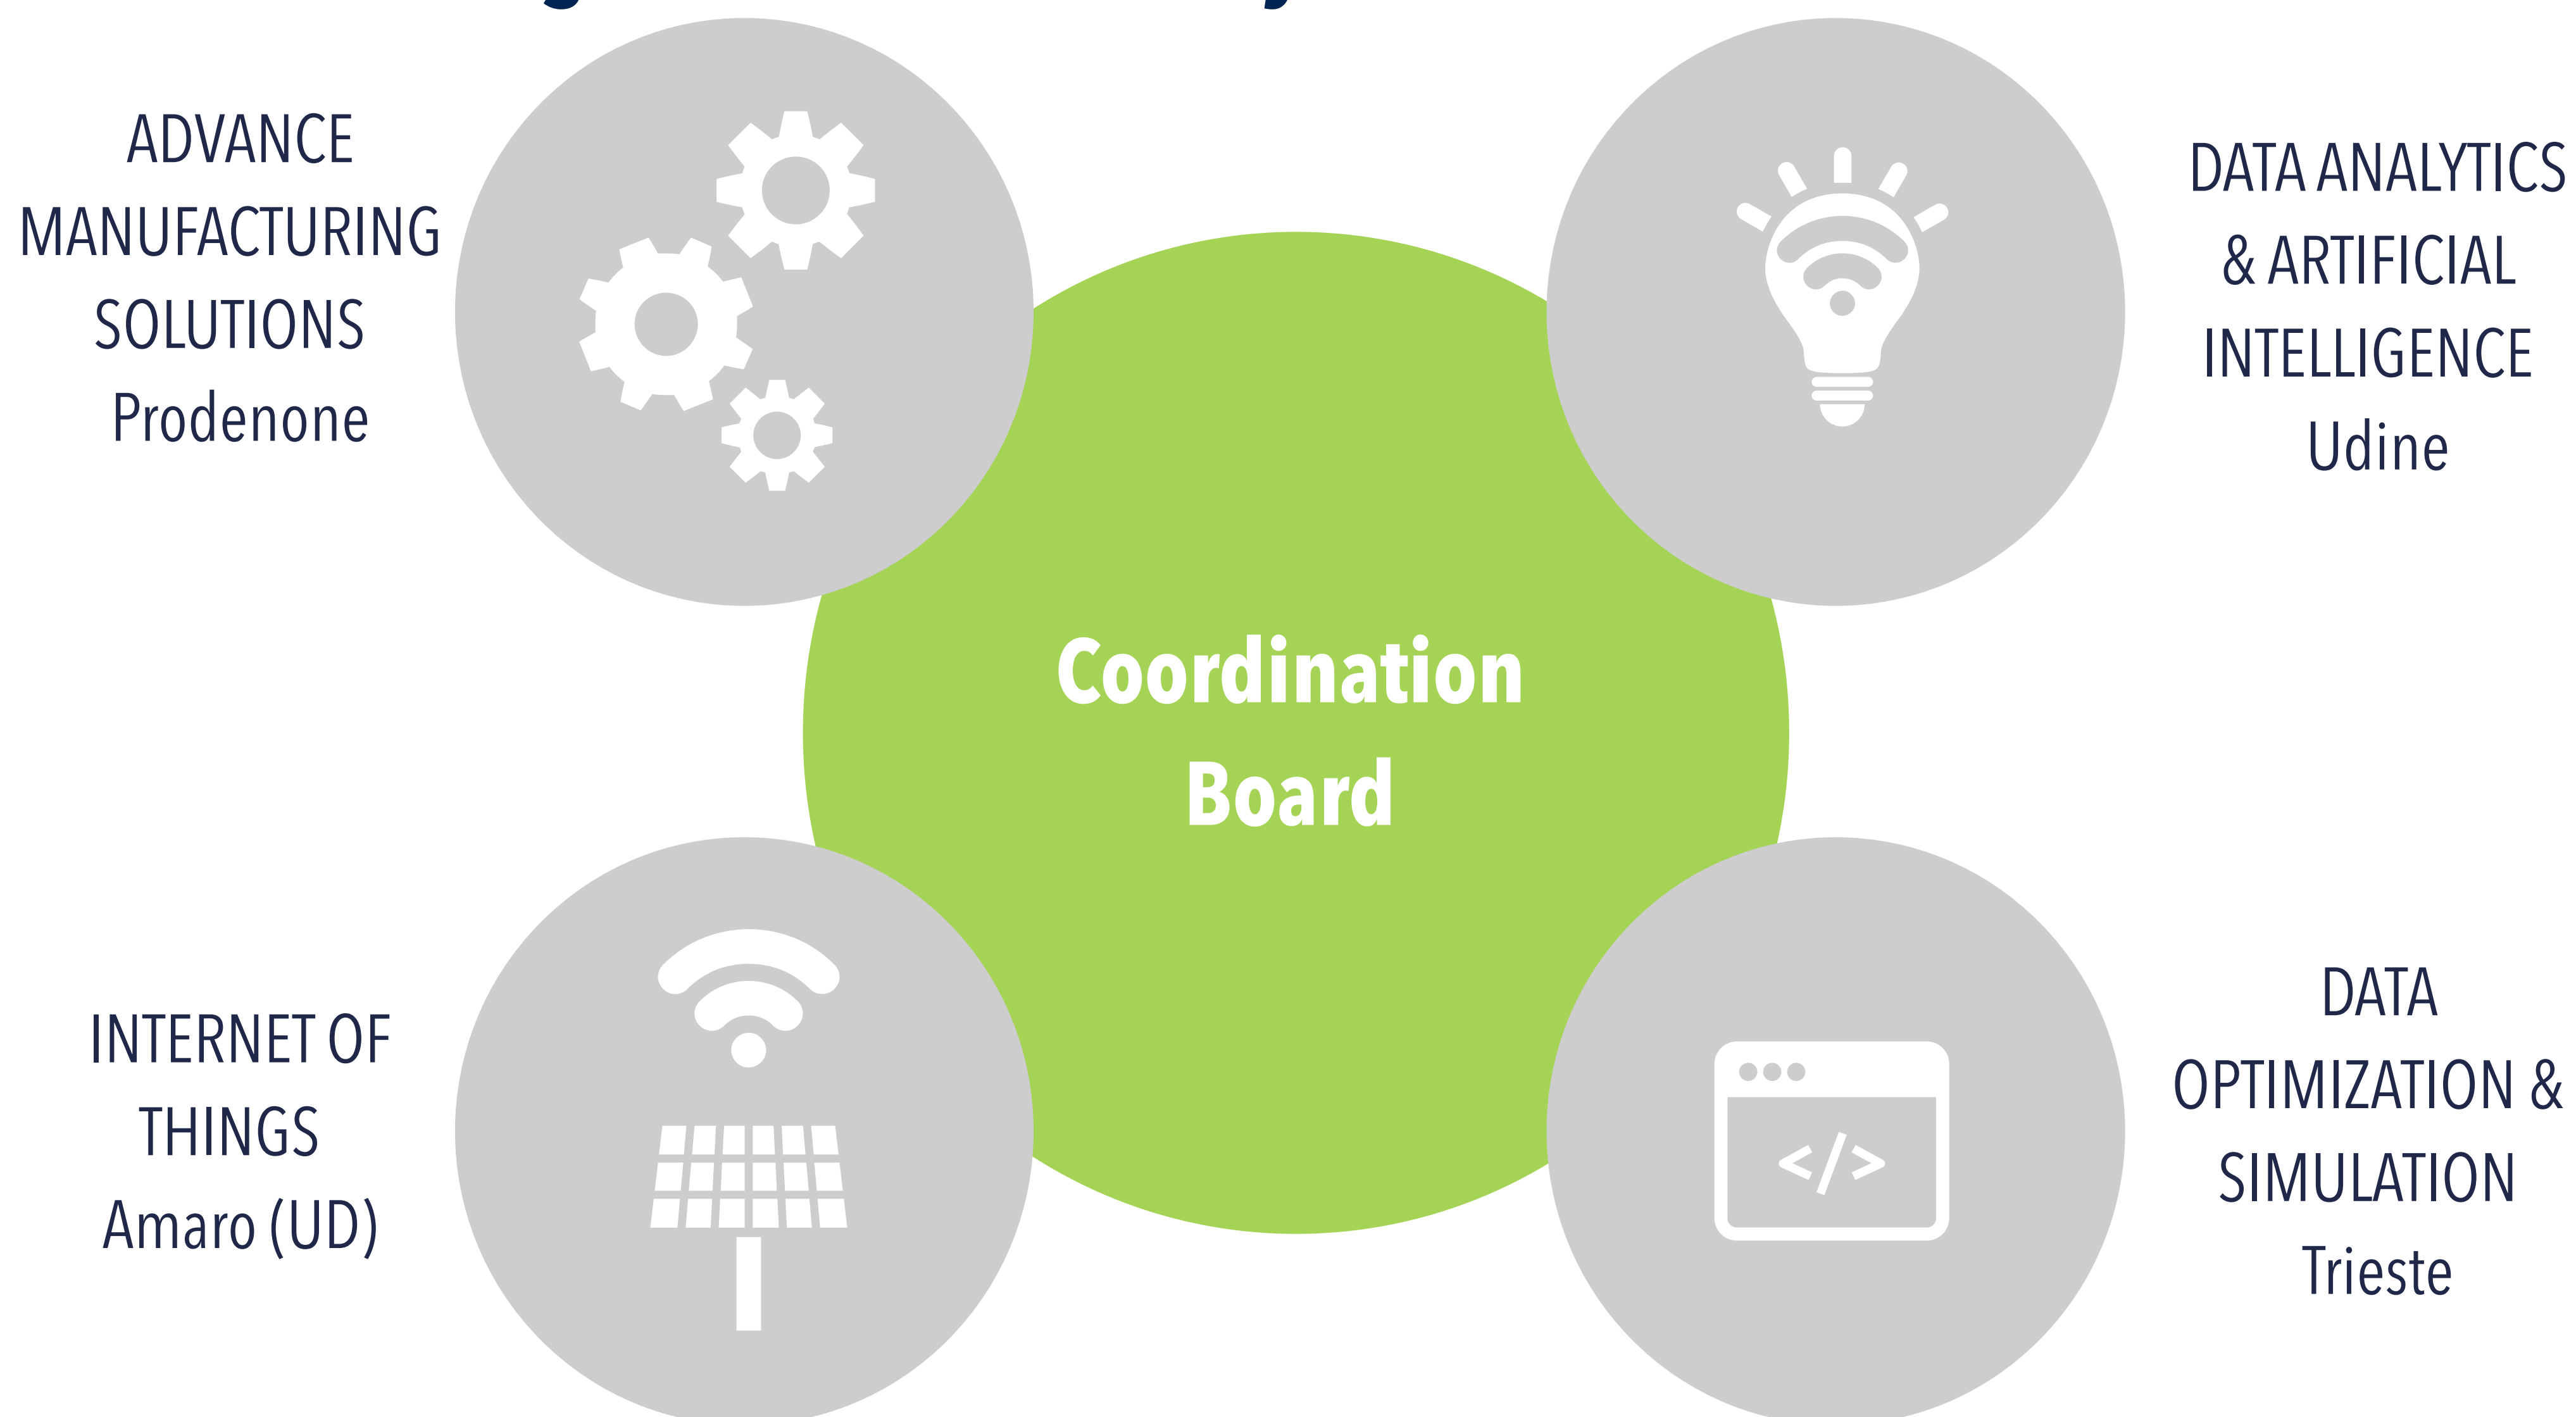 ADVANCE
MANUFACTURING
SOLUTIONS
Prodenone
DATA ANALYTICS
& ARTIFICIAL
INTELLIGENCE
Udine
Coordination
Board
INTERNET OF
THINGS
Amaro (UD)
</>
DATA
OPTIMIZATION &
SIMULATION
Trieste